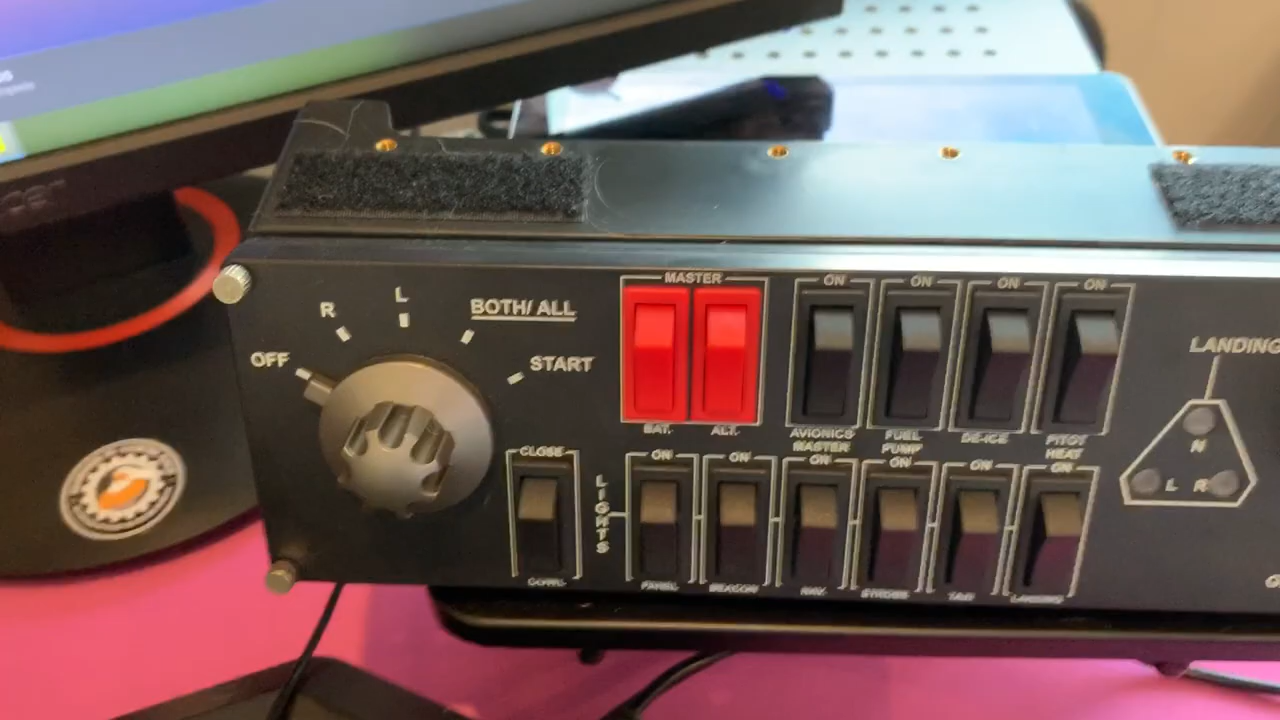 MASTER
ON ON ON ON
L
R
BOTH/ ALL
OFF
START
LANDING
BAT. ALT.
AVIONICS MASTER
FUEL PUMP
DE-ICE
PITOT HEAT
N
L R
CLOSE
ON ON ON ON ON ON
LIGHTS
COWL
PANEL BEACON NAV. STROBE TAXI LANDING